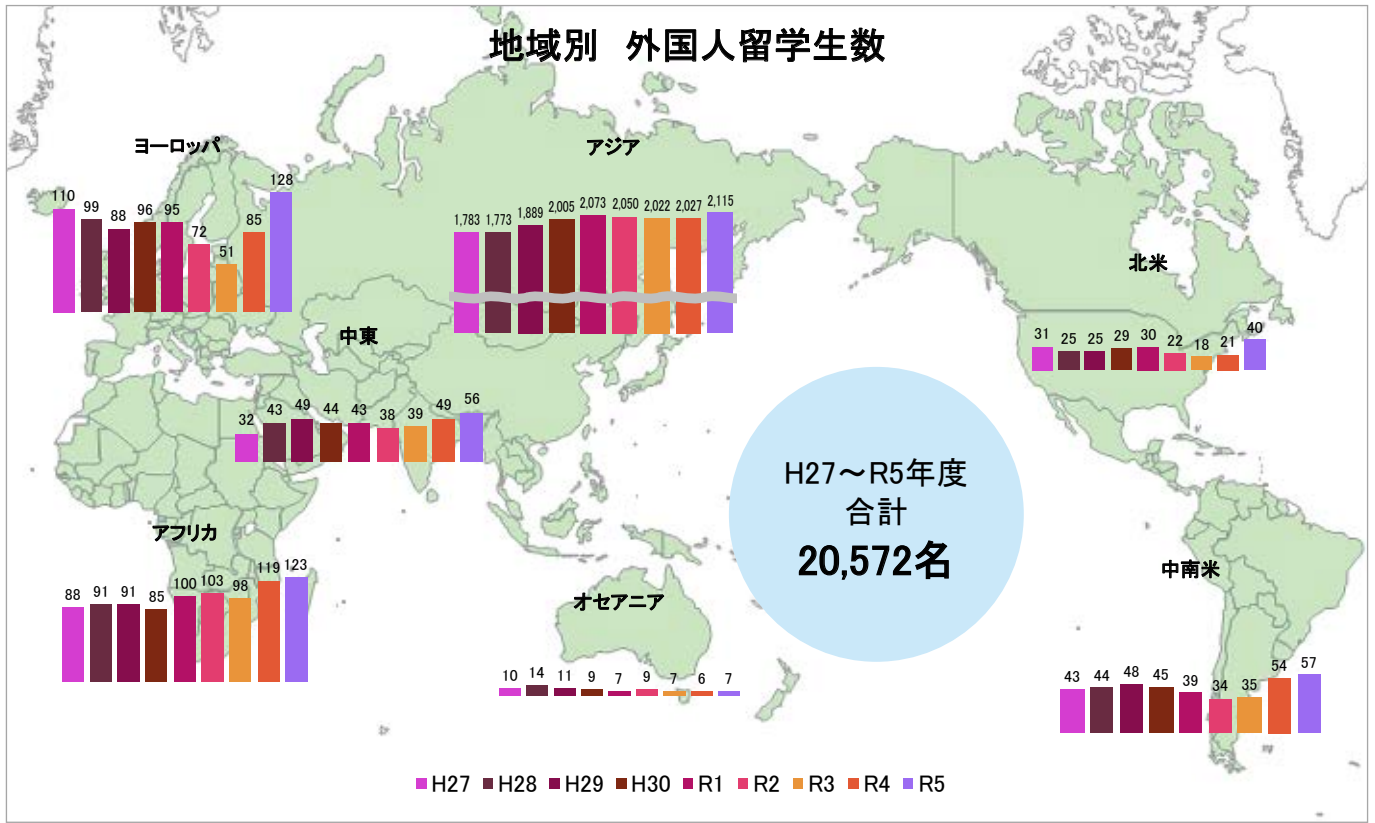 地域別　外国人留学生数
ヨーロッパ
110 99 88 96 95 72 51 85 128
アジア
1,783 1,773 1,889 2,005 2,073 2,050 2,022 2,027 2,115
北米
31 25 25 29 30 22 18 21 40
中東
32 43 49 44 43 38 39 49 56
H27～R5年度
合計
20,572名
アフリカ
88 91 91 85 100 103 98 119 123
オセアニア
10 14 11 9 7 9 7 6 7
中南米
43 44 48 45 39 34 35 54 57
H27 H28 H29 H30 R1 R2 R3 R4 R5